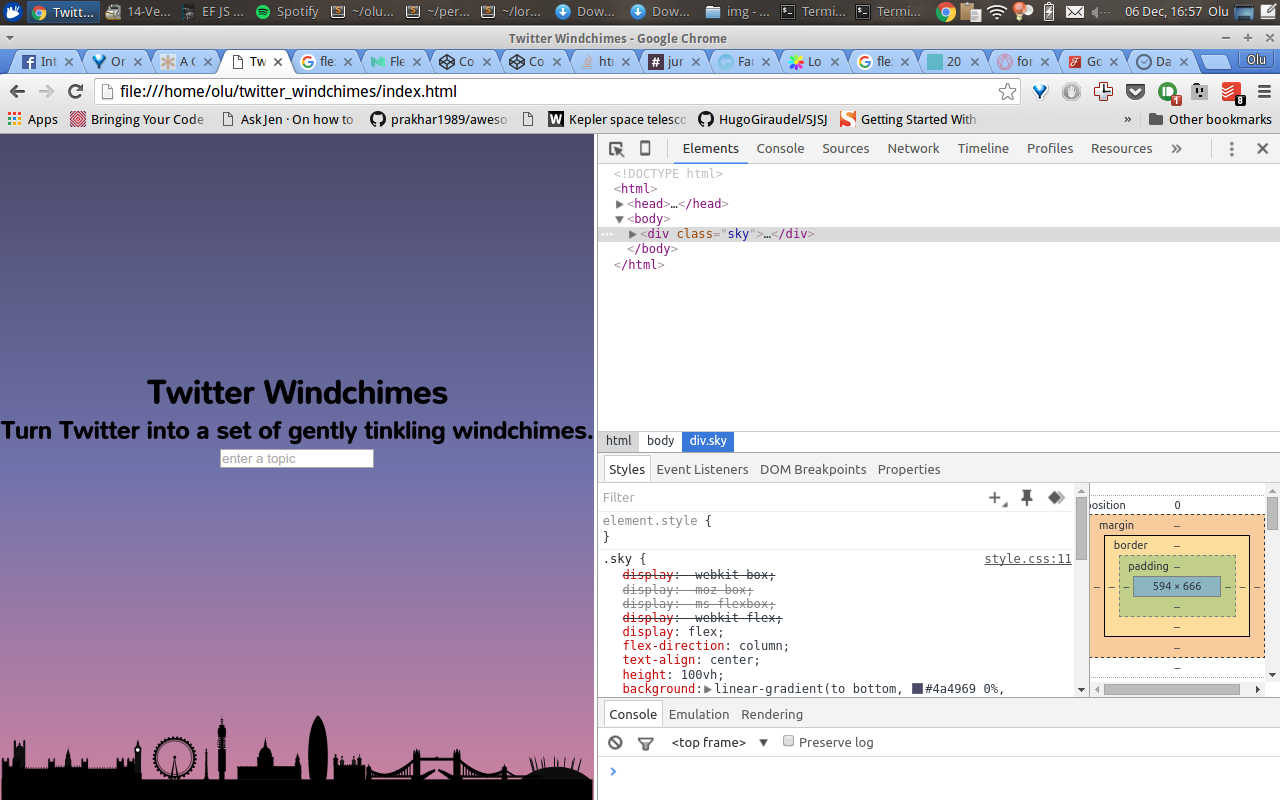 Twitt... 14-Ve... EF JS ... Spotify ~/olu... ~/per... ~/lor... Dow... Dow... img - ... Termi... Termi... 06 Dec, 16:57 Olu
Twitter Windchimes - Google Chrome
Int On A C Tw fle Fle Co Co htt jur Fa Lo fle 20 for Go Da Olu
file:///home/olu/twitter_windchimes/index.html 1 8
Apps Bringing Your Code AskJen · On how to prakhar1989/aweso W Kepler space telesco HugoGiraudel/SJSJ Getting Started With » Other bookmarks
Twitter Windchimes
Turn Twitter into a set of gently tinkling windchimes.
enter a topic
Elements Console Sources Network Timeline Profiles Resources »
<!DOCTYPE html>
<html>
<head>…</head>
<body>
<div class="sky">…</div>
</body>
</html>
html body div.sky
Styles Event Listeners DOM Breakpoints Properties
Filter
element.style {
}
.sky { style.css:11
display: -webkit-box;
display: -moz-box;
display: -ms-flexbox;
display: -webkit-flex;
display: flex;
flex-direction: column;
text-align: center;
height: 100vh;
background: linear-gradient(to bottom, #4a4969 0%,
position 0
margin –
border –
padding –
– – – 594 × 666 – – –
–
–
–
–
Console Emulation Rendering
<top frame> ▼ Preserve log